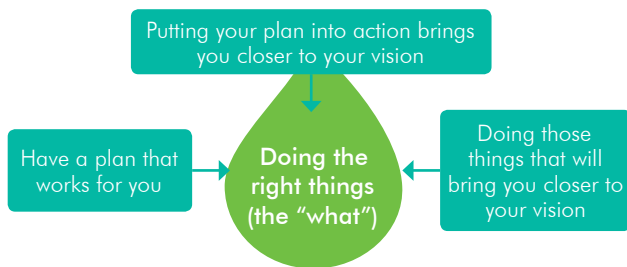 Putting your plan into action brings
you closer to your vision
Have a plan that
works for you
Doing the
right things
(the “what”)
Doing those
things that will
bring you closer to
your vision